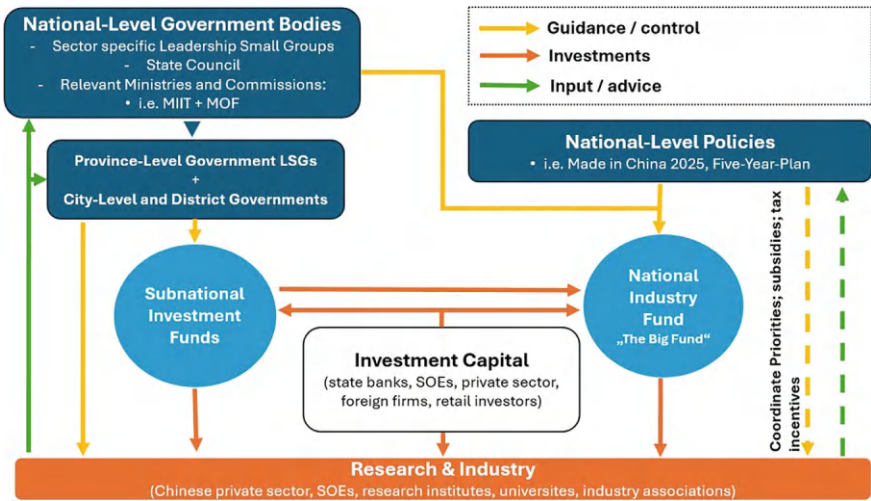 National-Level Government Bodies
- Sector specific Leadership Small Groups
- State Council
- Relevant Ministries and Commissions:
• i.e. MIIT + MOF
Guidance / control
Investments
Input / advice
National-Level Policies
• i.e. Made in China 2025, Five-Year-Plan
Province-Level Government LSGs
+
City-Level and District Governments
Subnational
Investment
Funds
National
Industry
Fund
„The Big Fund“
Investment Capital
(state banks, SOEs, private sector,
foreign firms, retail investors)
Coordinate Priorities; subsidies; tax
incentives
Research & Industry
(Chinese private sector, SOEs, research institutes, universites, industry associations)